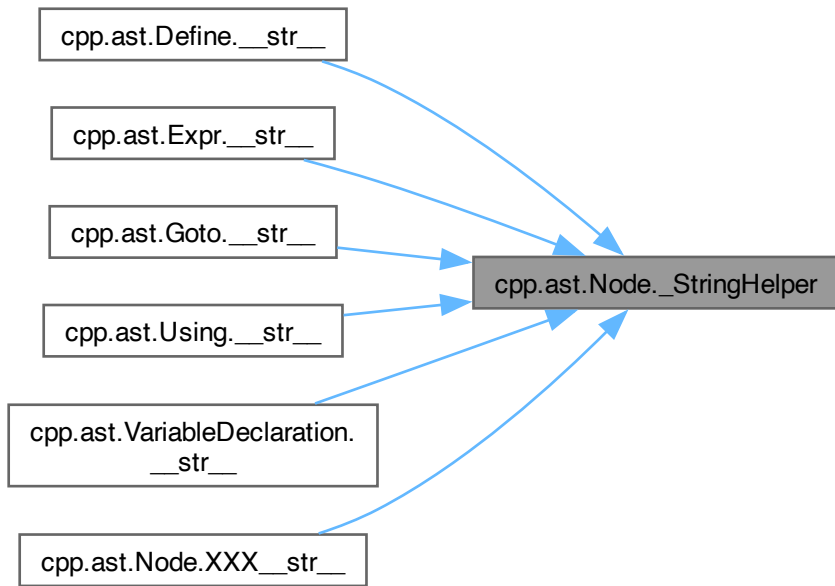 cpp.ast.Define.__str__
cpp.ast.Expr.__str__
cpp.ast.Goto.__str__
cpp.ast.Node._StringHelper
cpp.ast.Using.__str__
cpp.ast.VariableDeclaration.
__str__
cpp.ast.Node.XXX__str__